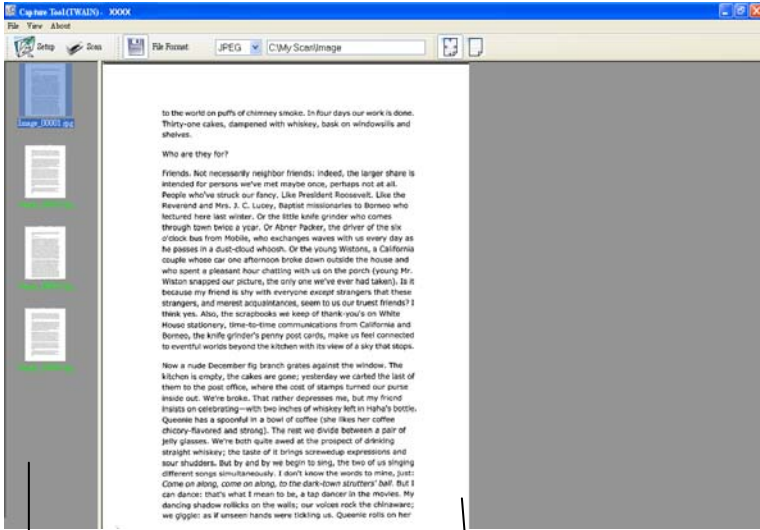 Capture Tool(TWAIN) - XXXX
File View About
Setup Scan File Format JPEG C:\My Scan\Image
Image_00001.jpg
to the world on puffs of chimney smoke. In four days our work is done.
Thirty-one cakes, dampened with whiskey, bask on windowsills and
shelves.
Who are they for?
Friends. Not necessarily neighbor friends: indeed, the larger share is
intended for persons we've met maybe once, perhaps not at all.
People who've struck our fancy. Like President Roosevelt. Like the
Reverend and Mrs. J. C. Lucey, Baptist missionaries to Borneo who
lectured here last winter. Or the little knife grinder who comes
through town twice a year. Or Abner Packer, the driver of the six
o'clock bus from Mobile, who exchanges waves with us every day as
he passes in a dust-cloud whoosh. Or the young Wistons, a California
couple whose car one afternoon broke down outside the house and
who spent a pleasant hour chatting with us on the porch (young Mr.
Wiston snapped our picture, the only one we've ever had taken). Is it
because my friend is shy with everyone except strangers that these
strangers, and merest acquaintances, seem to us our truest friends? I
think yes. Also, the scrapbooks we keep of thank-you's on White
House stationery, time-to-time communications from California and
Borneo, the knife grinder's penny post cards, make us feel connected
to eventful worlds beyond the kitchen with its view of a sky that stops.
Now a nude December fig branch grates against the window. The
kitchen is empty, the cakes are gone; yesterday we carted the last of
them to the post office, where the cost of stamps turned our purse
inside out. We're broke. That rather depresses me, but my friend
insists on celebrating—with two inches of whiskey left in Haha's bottle.
Queenie has a spoonful in a bowl of coffee (she likes her coffee
chicory-flavored and strong). The rest we divide between a pair of
jelly glasses. We're both quite awed at the prospect of drinking
straight whiskey; the taste of it brings screwedup expressions and
sour shudders. But by and by we begin to sing, the two of us singing
different songs simultaneously. I don't know the words to mine, just:
Come on along, come on along, to the dark-town strutters' ball. But I
can dance: that's what I mean to be, a tap dancer in the movies. My
dancing shadow rollicks on the walls; our voices rock the chinaware;
we giggle: as if unseen hands were tickling us. Queenie rolls on her